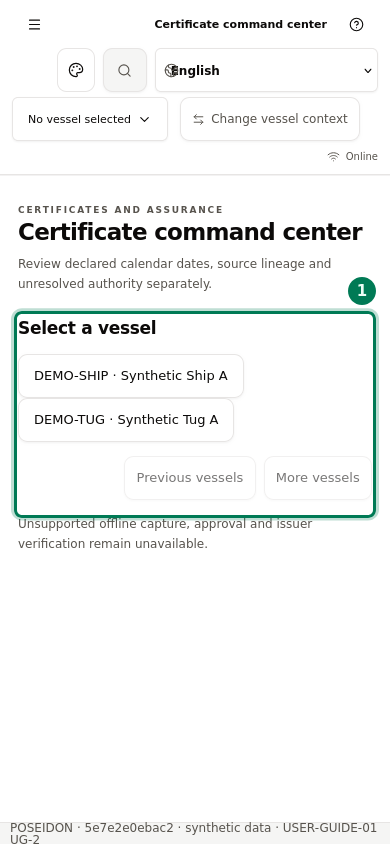 Certificate command center
English
No vessel selected
Change vessel context
Online
CERTIFICATES AND ASSURANCE
Certificate command center
Review declared calendar dates, source lineage and
unresolved authority separately.
1
Select a vessel
DEMO-SHIP · Synthetic Ship A
DEMO-TUG · Synthetic Tug A
Previous vessels
More vessels
Unsupported offline capture, approval and issuer
verification remain unavailable.
POSEIDON · 5e7e2e0ebac2 · synthetic data · USER-GUIDE-01
UG-2